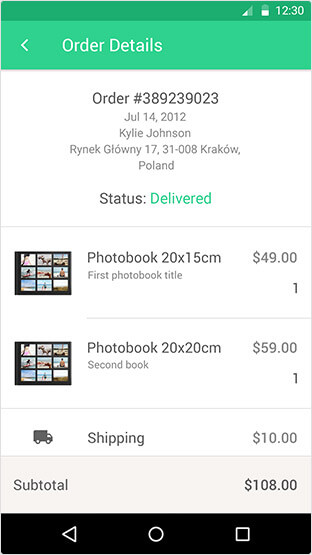 12:30
Order Details
Order #389239023
Jul 14, 2012
Kylie Johnson
Rynek Główny 17, 31-008 Kraków,
Poland
Status: Delivered
Photobook 20x15cm $49.00
First photobook title
1
Photobook 20x20cm $59.00
Second book
1
Shipping $10.00
Subtotal $108.00